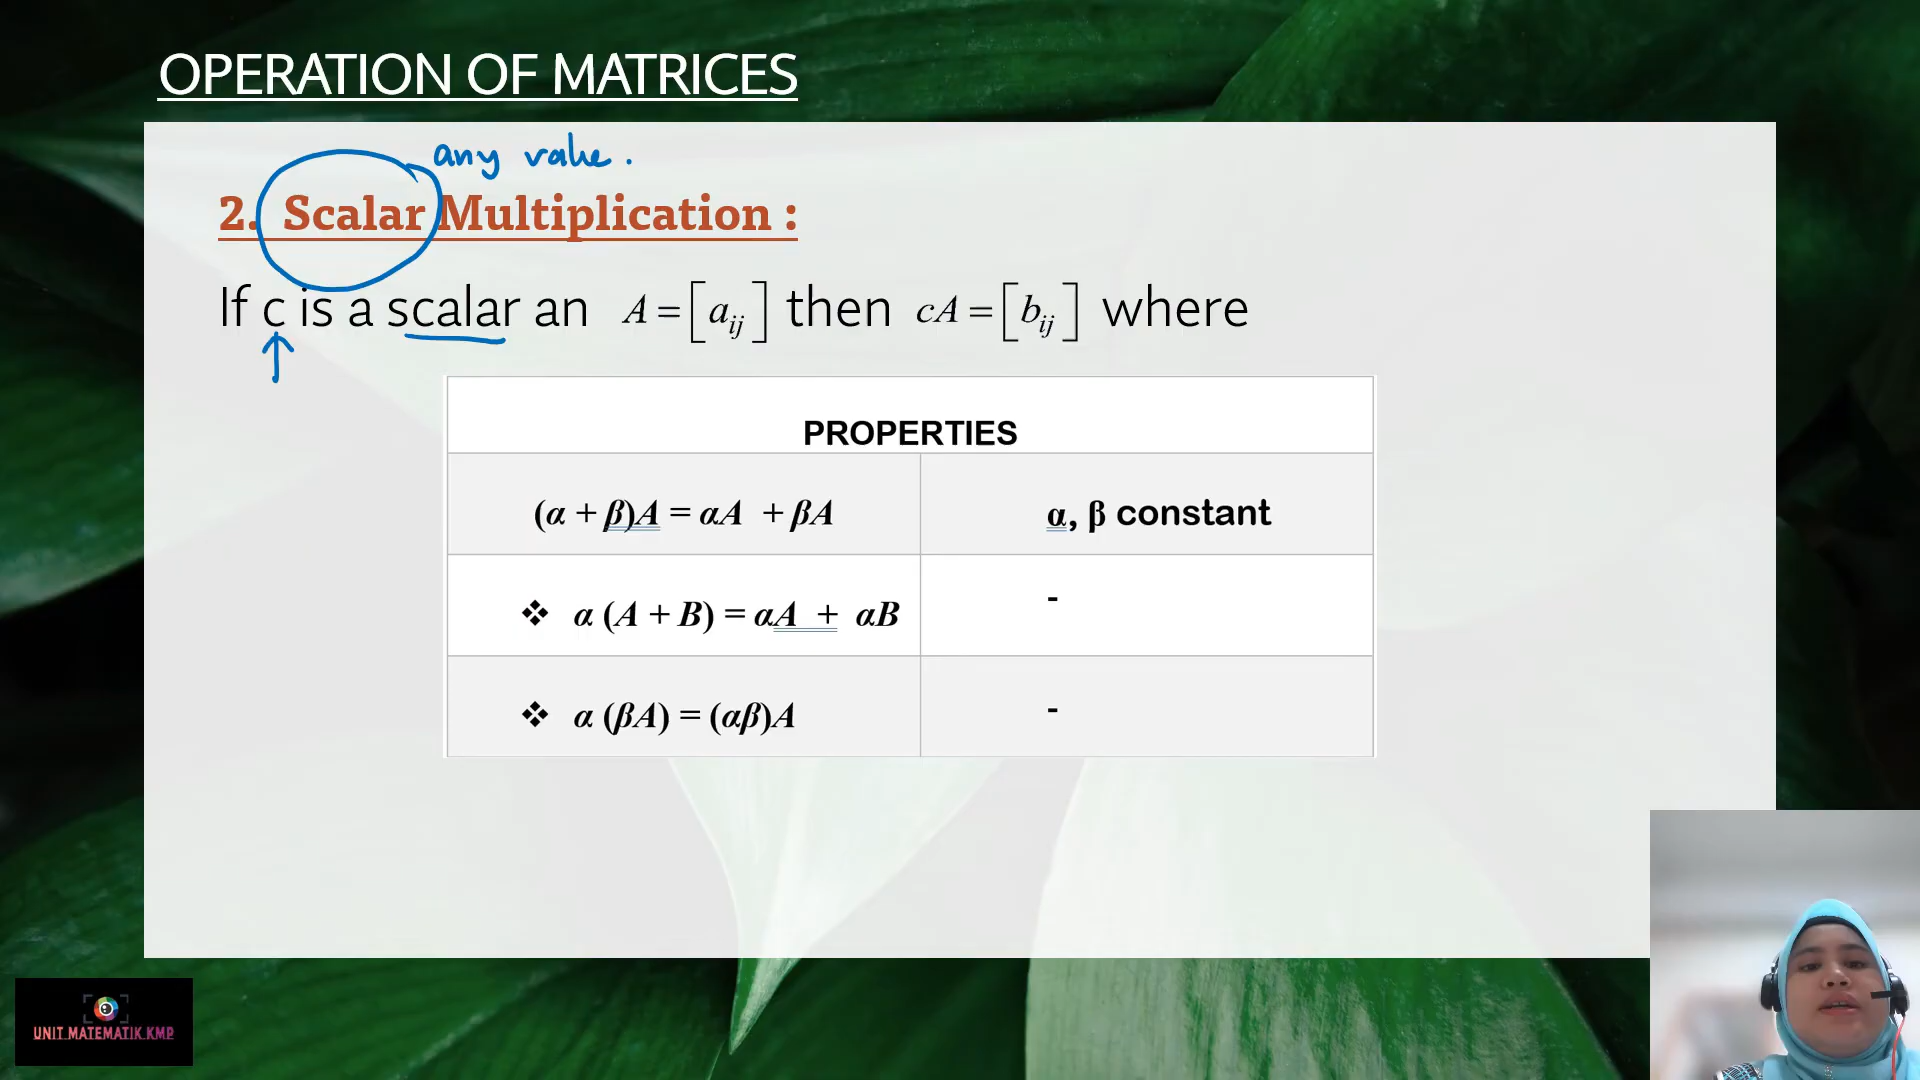 OPERATION OF MATRICES
any value.
2. Scalar Multiplication :
If c is a scalar an A = [a_ij] then cA = [b_ij] where
PROPERTIES
(α + β)A = αA + βA
α, β constant
❖ α (A + B) = αA + αB
-
❖ α (βA) = (αβ)A
-
UNIT MATEMATIK KMP